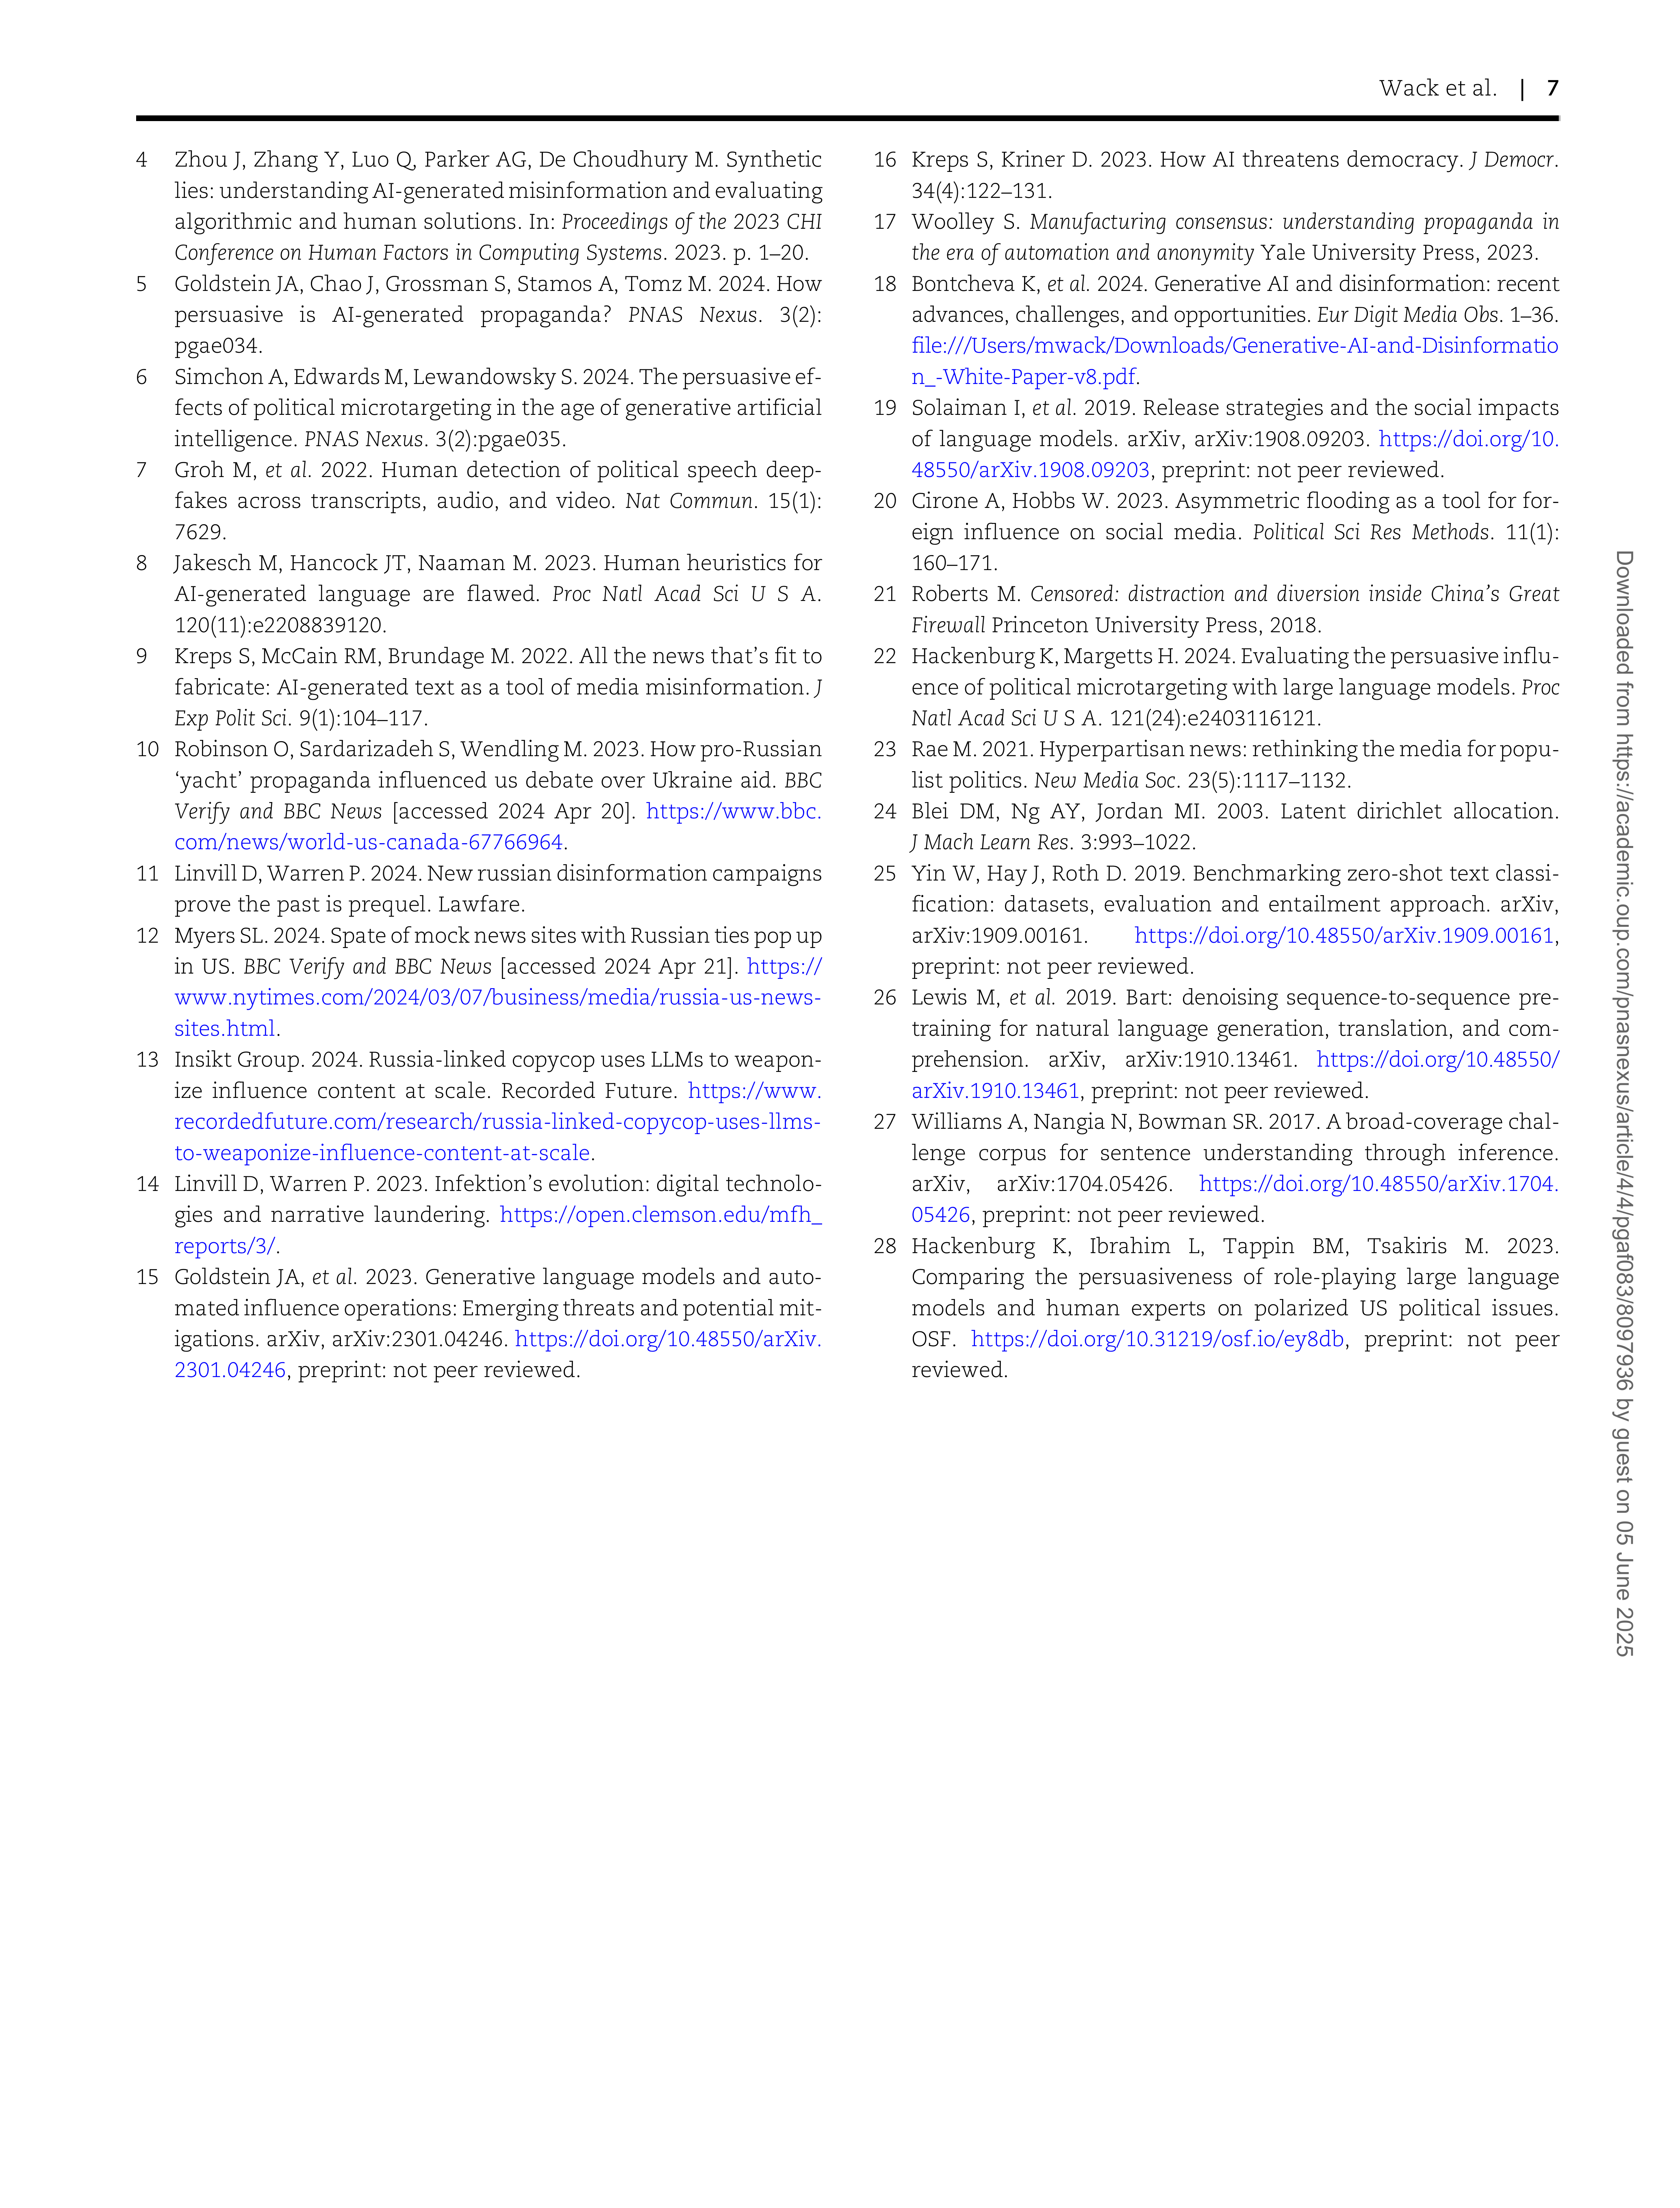 Wack et al. | 7
4 Zhou J, Zhang Y, Luo Q, Parker AG, De Choudhury M. Synthetic
lies: understanding AI-generated misinformation and evaluating
algorithmic and human solutions. In: Proceedings of the 2023 CHI
Conference on Human Factors in Computing Systems. 2023. p. 1–20.
5 Goldstein JA, Chao J, Grossman S, Stamos A, Tomz M. 2024. How
persuasive is AI-generated propaganda? PNAS Nexus. 3(2):
pgae034.
6 Simchon A, Edwards M, Lewandowsky S. 2024. The persuasive ef-
fects of political microtargeting in the age of generative artificial
intelligence. PNAS Nexus. 3(2):pgae035.
7 Groh M, et al. 2022. Human detection of political speech deep-
fakes across transcripts, audio, and video. Nat Commun. 15(1):
7629.
8 Jakesch M, Hancock JT, Naaman M. 2023. Human heuristics for
AI-generated language are flawed. Proc Natl Acad Sci U S A.
120(11):e2208839120.
9 Kreps S, McCain RM, Brundage M. 2022. All the news that’s fit to
fabricate: AI-generated text as a tool of media misinformation. J
Exp Polit Sci. 9(1):104–117.
10 Robinson O, Sardarizadeh S, Wendling M. 2023. How pro-Russian
‘yacht’ propaganda influenced us debate over Ukraine aid. BBC
Verify and BBC News [accessed 2024 Apr 20]. https://www.bbc.
com/news/world-us-canada-67766964.
11 Linvill D, Warren P. 2024. New russian disinformation campaigns
prove the past is prequel. Lawfare.
12 Myers SL. 2024. Spate of mock news sites with Russian ties pop up
in US. BBC Verify and BBC News [accessed 2024 Apr 21]. https://
www.nytimes.com/2024/03/07/business/media/russia-us-news-
sites.html.
13 Insikt Group. 2024. Russia-linked copycop uses LLMs to weapon-
ize influence content at scale. Recorded Future. https://www.
recordedfuture.com/research/russia-linked-copycop-uses-llms-
to-weaponize-influence-content-at-scale.
14 Linvill D, Warren P. 2023. Infektion’s evolution: digital technolo-
gies and narrative laundering. https://open.clemson.edu/mfh_
reports/3/.
15 Goldstein JA, et al. 2023. Generative language models and auto-
mated influence operations: Emerging threats and potential mit-
igations. arXiv, arXiv:2301.04246. https://doi.org/10.48550/arXiv.
2301.04246, preprint: not peer reviewed.
16 Kreps S, Kriner D. 2023. How AI threatens democracy. J Democr.
34(4):122–131.
17 Woolley S. Manufacturing consensus: understanding propaganda in
the era of automation and anonymity Yale University Press, 2023.
18 Bontcheva K, et al. 2024. Generative AI and disinformation: recent
advances, challenges, and opportunities. Eur Digit Media Obs. 1–36.
file:///Users/mwack/Downloads/Generative-AI-and-Disinformatio
n_-White-Paper-v8.pdf.
19 Solaiman I, et al. 2019. Release strategies and the social impacts
of language models. arXiv, arXiv:1908.09203. https://doi.org/10.
48550/arXiv.1908.09203, preprint: not peer reviewed.
20 Cirone A, Hobbs W. 2023. Asymmetric flooding as a tool for for-
eign influence on social media. Political Sci Res Methods. 11(1):
160–171.
21 Roberts M. Censored: distraction and diversion inside China’s Great
Firewall Princeton University Press, 2018.
22 Hackenburg K, Margetts H. 2024. Evaluating the persuasive influ-
ence of political microtargeting with large language models. Proc
Natl Acad Sci U S A. 121(24):e2403116121.
23 Rae M. 2021. Hyperpartisan news: rethinking the media for popu-
list politics. New Media Soc. 23(5):1117–1132.
24 Blei DM, Ng AY, Jordan MI. 2003. Latent dirichlet allocation.
J Mach Learn Res. 3:993–1022.
25 Yin W, Hay J, Roth D. 2019. Benchmarking zero-shot text classi-
fication: datasets, evaluation and entailment approach. arXiv,
arXiv:1909.00161. https://doi.org/10.48550/arXiv.1909.00161,
preprint: not peer reviewed.
26 Lewis M, et al. 2019. Bart: denoising sequence-to-sequence pre-
training for natural language generation, translation, and com-
prehension. arXiv, arXiv:1910.13461. https://doi.org/10.48550/
arXiv.1910.13461, preprint: not peer reviewed.
27 Williams A, Nangia N, Bowman SR. 2017. A broad-coverage chal-
lenge corpus for sentence understanding through inference.
arXiv, arXiv:1704.05426. https://doi.org/10.48550/arXiv.1704.
05426, preprint: not peer reviewed.
28 Hackenburg K, Ibrahim L, Tappin BM, Tsakiris M. 2023.
Comparing the persuasiveness of role-playing large language
models and human experts on polarized US political issues.
OSF. https://doi.org/10.31219/osf.io/ey8db, preprint: not peer
reviewed.
Downloaded from https://academic.oup.com/pnasnexus/article/4/4/pgaf083/8097936 by guest on 05 June 2025